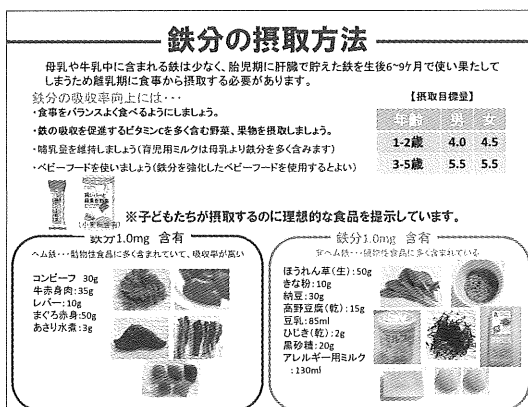 鉄分の摂取方法
母乳や牛乳中に含まれる鉄は少なく、胎児期に肝臓で貯えた鉄を生後6~9ヶ月で使い果たして
しまうため離乳期に食事から摂取する必要があります。
鉄分の吸収率向上には・・・
・食事をバランスよく食べるようにしましょう。
・鉄の吸収を促進するビタミンCを多く含む野菜、果物を摂取しましょう。
・哺乳量を維持しましょう(育児用ミルクは母乳より鉄分を多く含みます)
・ベビーフードを使いましょう(鉄分を強化したベビーフードを使用するとよい)
【摂取目標量】
年齢 男 女
1-2歳 4.0 4.5
3-5歳 5.5 5.5
※子どもたちが摂取するのに理想的な食品を提示しています。
鉄分1.0mg 含有
ヘム鉄・・・動物性食品に多く含まれていて、吸収率が高い
コンビーフ 30g
牛赤身肉:35g
レバー:10g
まぐろ赤身:50g
あさり水煮:3g
鉄分1.0mg 含有
非ヘム鉄・・・植物性食品に多く含まれている
ほうれん草(生):50g
きな粉:10g
納豆:30g
高野豆腐(乾):15g
豆乳:85ml
ひじき(乾):2g
黒砂糖:20g
アレルギー用ミルク
:130ml